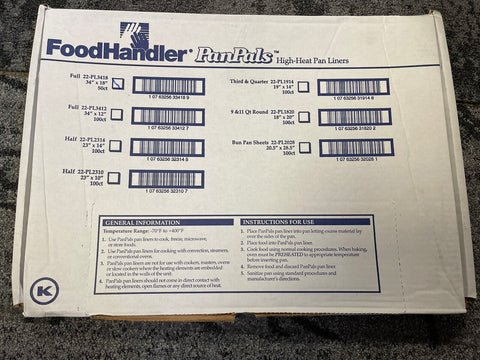 FoodHandler® PanPals™ High-Heat Pan Liners
Full 22-PL3418
34" x 18"
50ct
1 07 63256 33418 9
Full 22-PL3412
34" x 12"
100ct
1 07 63256 33412 7
Half 22-PL2314
23" x 14"
100ct
1 07 63256 32314 5
Half 22-PL2310
23" x 10"
100ct
1 07 63256 32310 7
Third & Quarter 22-PL1914
19" x 14"
100ct
1 07 63256 31914 8
9 &11 Qt Round 22-PL1820
18" x 20"
100ct
1 07 63256 31820 2
Bun Pan Sheets 22-PL2028
20.5" x 28.5"
100ct
1 07 63256 32028 1
GENERAL INFORMATION
Temperature Range: -70°F to +400°F
1. Use PanPals pan liners to cook, freeze, microwave,
or store foods.
2. Use PanPals pan liners for cooking with convection, steamers,
or conventional ovens.
3. PanPals pan liners are not for use with cookers, roasters, ovens
or slow cookers where the heating elements are embedded
or located in the walls of the unit.
4. PanPals pan liners should not come in direct contact with
heating elements, open flames or any direct source of heat.
INSTRUCTIONS FOR USE
1. Place PanPals pan liners into pan letting excess material lay
over the sides of the pan.
2. Place food into PanPals pan liner.
3. Cook food using normal cooking procedures. When baking,
oven must be PREHEATED to appropriate temperature
before inserting pan.
4. Remove food and discard PanPals pan liner.
5. Sanitize pan using standard procedures and
manufacturer's directions.
K